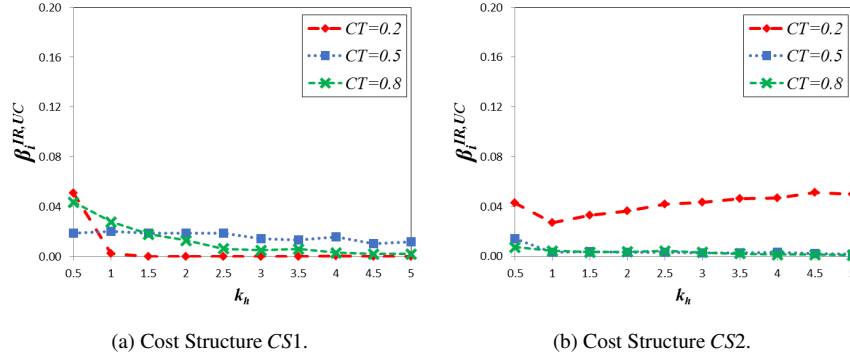 0.20
0.16
0.12
0.08
0.04
0.00
β_i^{IR,UC}
CT=0.2
CT=0.5
CT=0.8
0.5 1 1.5 2 2.5 3 3.5 4 4.5 5
k_h
(a) Cost Structure CS1.
0.20
0.16
0.12
0.08
0.04
0.00
β_i^{IR,UC}
CT=0.2
CT=0.5
CT=0.8
0.5 1 1.5 2 2.5 3 3.5 4 4.5
k_h
(b) Cost Structure CS2.